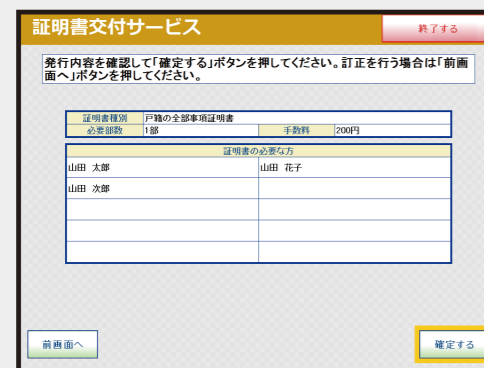 証明書交付サービス
終了する
発行内容を確認して「確定する」ボタンを押してください。訂正を行う場合は「前画
面へ」ボタンを押してください。
証明書種別 戸籍の全部事項証明書
必要部数 1部 手数料 200円
証明書の必要な方
山田 太郎 山田 花子
山田 次郎
前画面へ
確定する